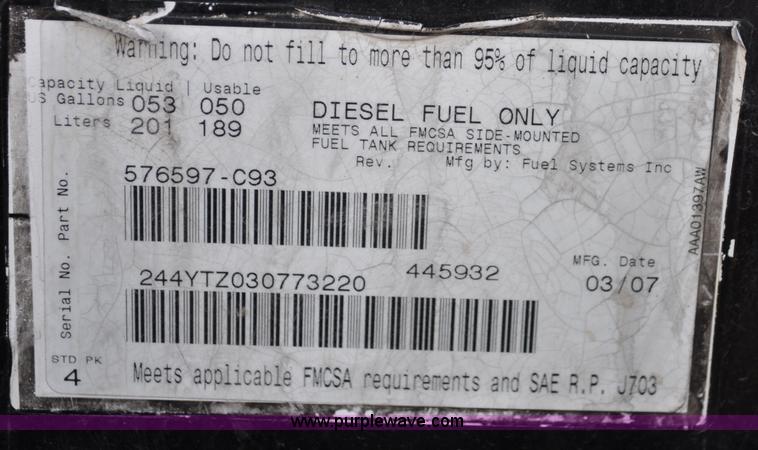 Warning: Do not fill to more than 95% of liquid capacity
Capacity Liquid | Usable
US Gallons 053 050
Liters 201 189
DIESEL FUEL ONLY
MEETS ALL FMCSA SIDE-MOUNTED
FUEL TANK REQUIREMENTS
Rev. Mfg by: Fuel Systems Inc
Part No.
576597-C93
AAA01397AW
Serial No.
244YTZ030773220 445932
MFG. Date
03/07
STD PK
4
Meets applicable FMCSA requirements and SAE R.P. J703
www.purplewave.com